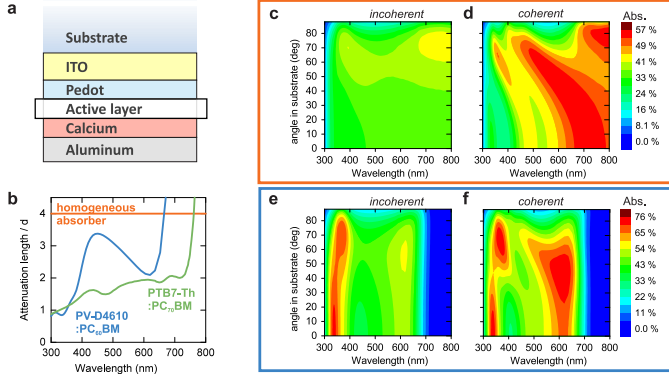 a
Substrate
ITO
Pedot
Active layer
Calcium
Aluminum
b
Attenuation length / d
4
3
2
1
0
homogeneous
absorber
PTB7-Th
:PC70BM
PV-D4610
:PC60BM
300 400 500 600 700 800
Wavelength (nm)
c
incoherent
angle in substrate (deg)
80
70
60
50
40
30
20
10
0
300 400 500 600 700 800
Wavelength (nm)
d
coherent
300 400 500 600 700 800
Wavelength (nm)
Abs.
57 %
49 %
41 %
33 %
24 %
16 %
8.1 %
0.0 %
e
incoherent
angle in substrate (deg)
80
70
60
50
40
30
20
10
0
300 400 500 600 700 800
Wavelength (nm)
f
coherent
300 400 500 600 700 800
Wavelength (nm)
Abs.
76 %
65 %
55 %
44 %
33 %
22 %
11 %
0.0 %